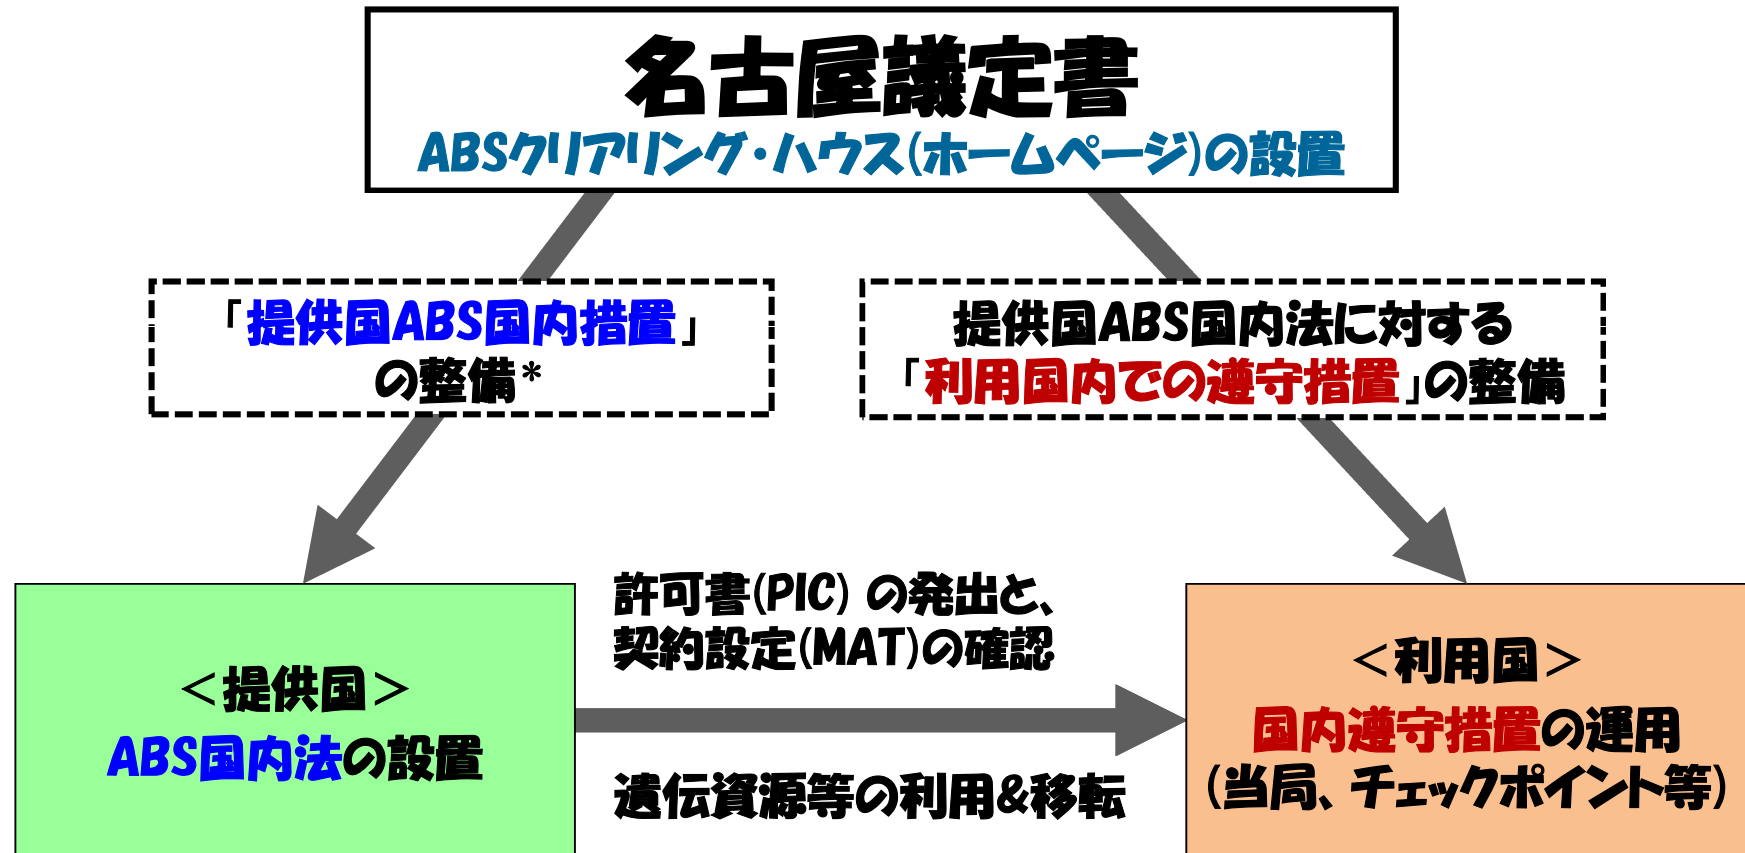 名古屋議定書
ABSクリアリング・ハウス(ホームページ)の設置
「提供国ABS国内措置」
の整備*
提供国ABS国内法に対する
「利用国内での遵守措置」の整備
許可書(PIC) の発出と、
契約設定(MAT)の確認
＜提供国＞
ABS国内法の設置
遺伝資源等の利用&移転
＜利用国＞
国内遵守措置の運用
(当局、チェックポイント等)